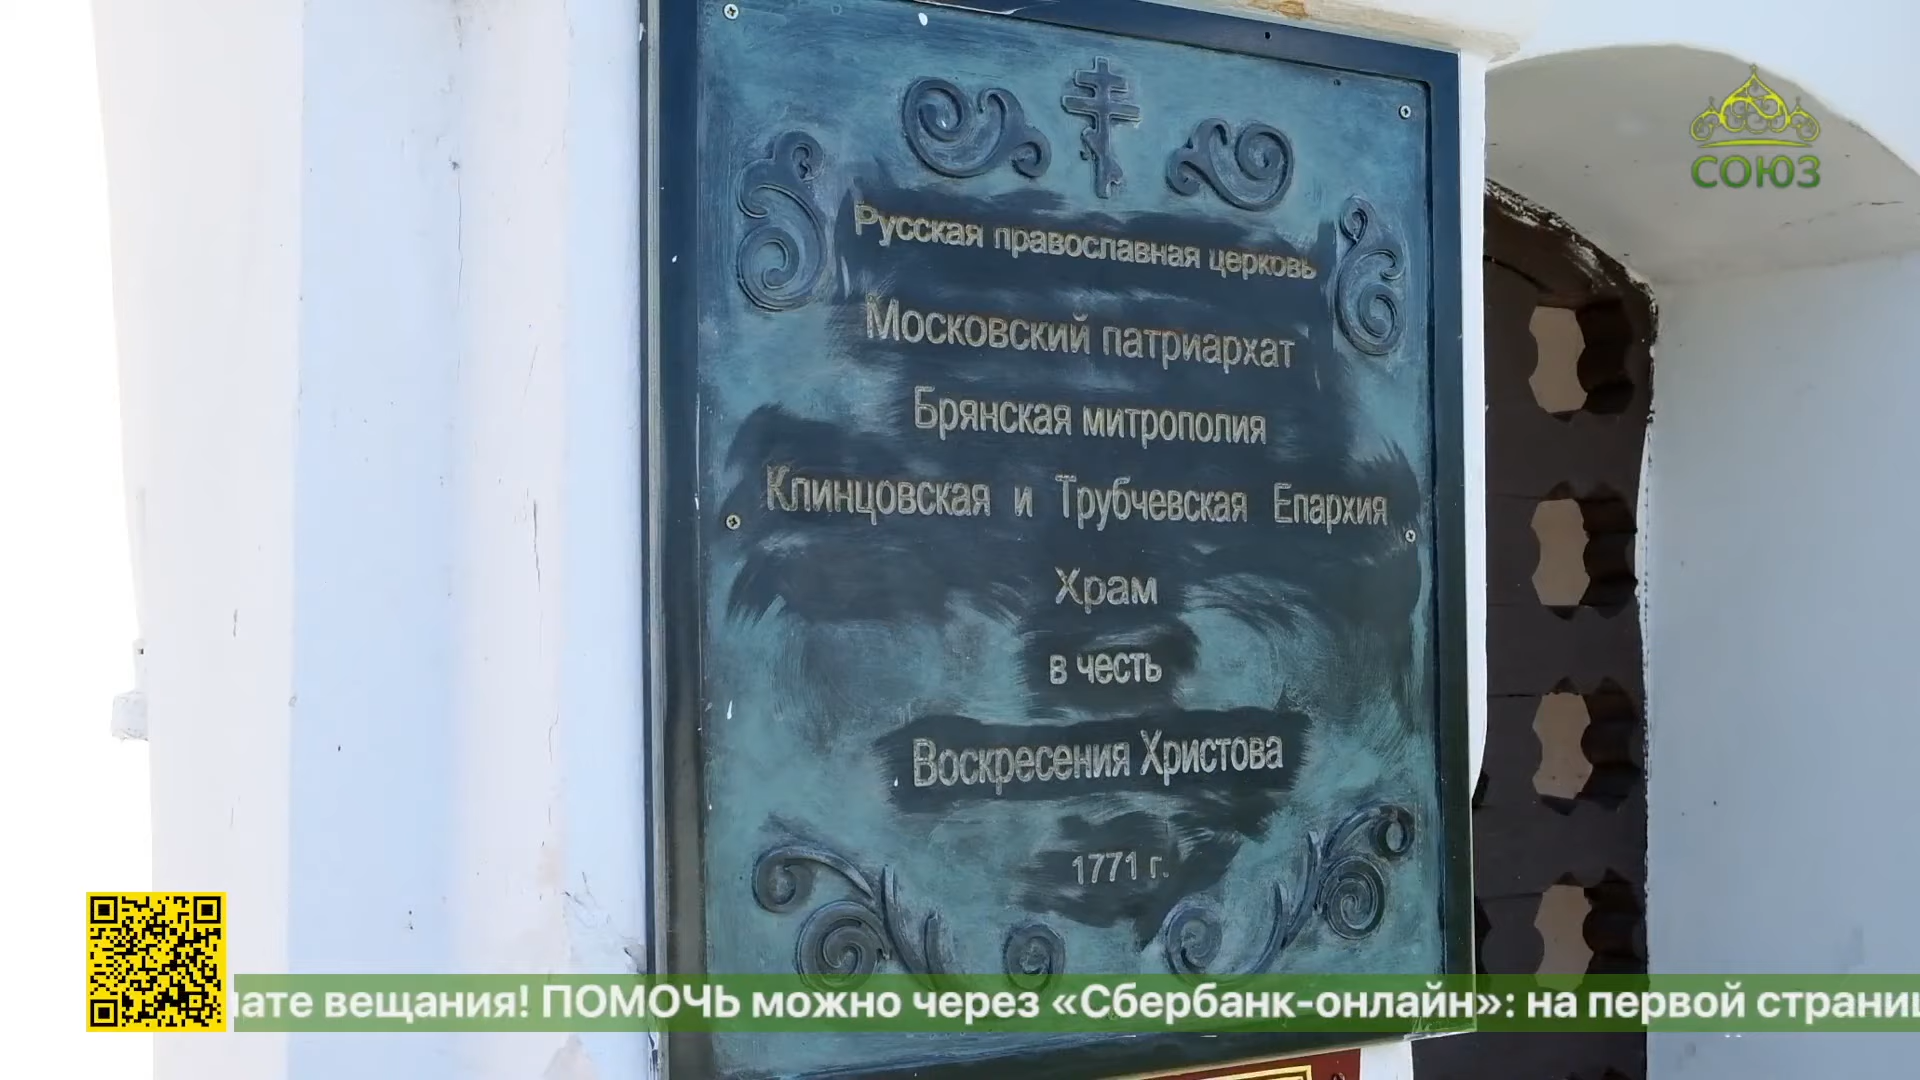 СОЮЗ
Русская православная церковь
Московский патриархат
Брянская митрополия
Клинцовская и Трубчевская Епархия
Храм
в честь
Воскресения Христова
1771 г.
вещания! ПОМОЧЬ можно через «Сбербанк-онлайн»: на первой